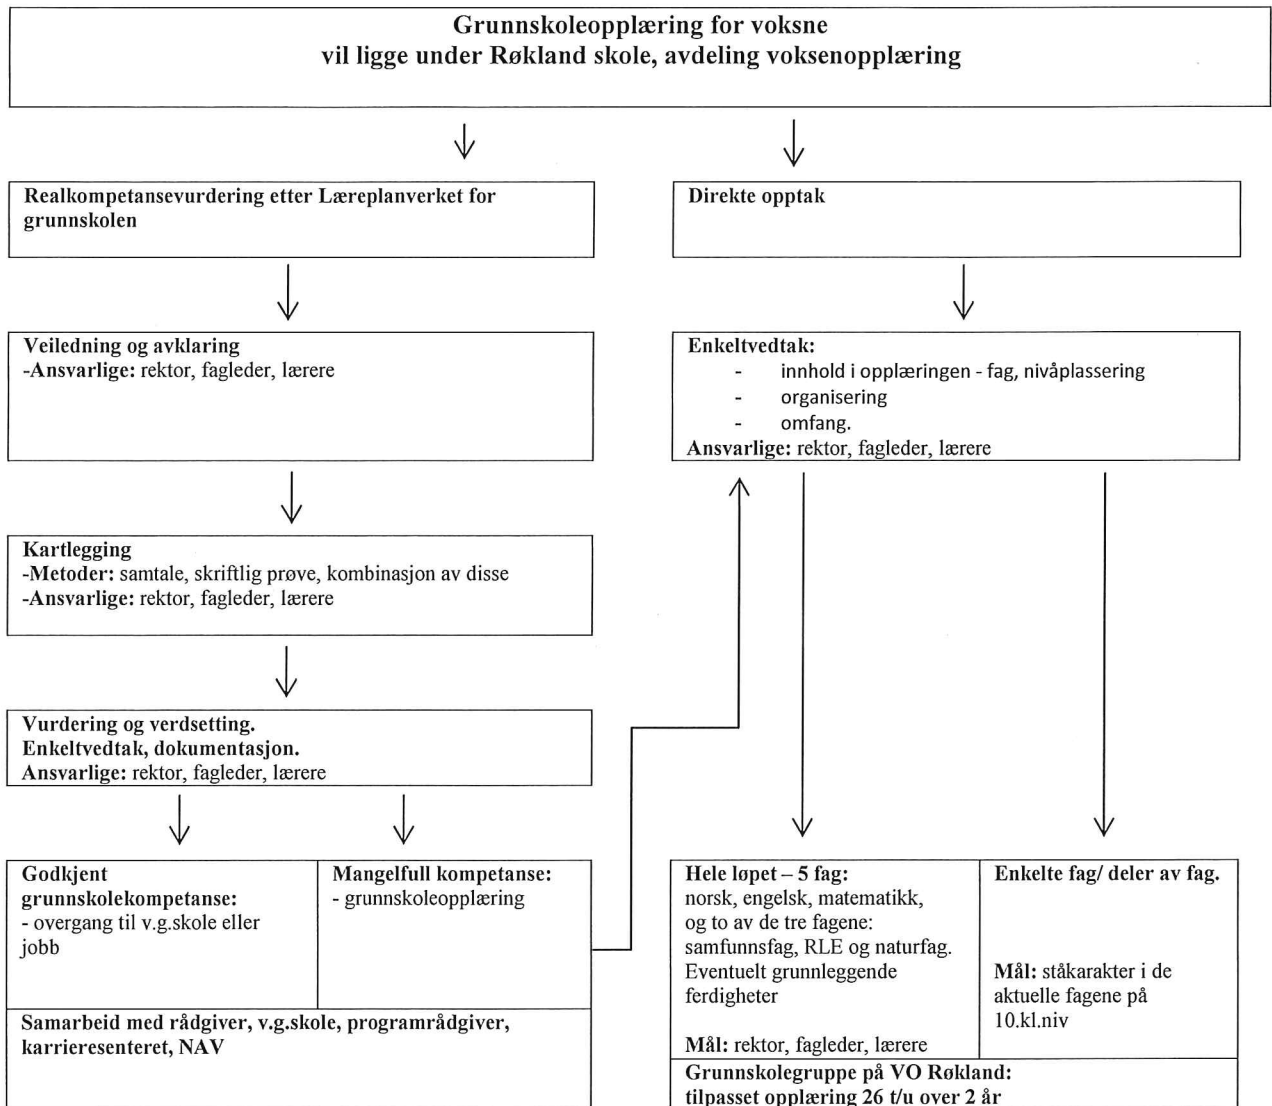 Grunnskoleopplæring for voksne
vil ligge under Røkland skole, avdeling voksenopplæring
Realkompetansevurdering etter Læreplanverket for
grunnskolen
Direkte opptak
Veiledning og avklaring
-Ansvarlige: rektor, fagleder, lærere
Enkeltvedtak:
- innhold i opplæringen - fag, nivåplassering
- organisering
- omfang.
Ansvarlige: rektor, fagleder, lærere
Kartlegging
-Metoder: samtale, skriftlig prøve, kombinasjon av disse
-Ansvarlige: rektor, fagleder, lærere
Vurdering og verdsetting.
Enkeltvedtak, dokumentasjon.
Ansvarlige: rektor, fagleder, lærere
Godkjent
grunnskolekompetanse:
- overgang til v.g.skole eller
jobb
Mangelfull kompetanse:
- grunnskoleopplæring
Samarbeid med rådgiver, v.g.skole, programrådgiver,
karrieresenteret, NAV
Hele løpet – 5 fag:
norsk, engelsk, matematikk,
og to av de tre fagene:
samfunnsfag, RLE og naturfag.
Eventuelt grunnleggende
ferdigheter
Mål: rektor, fagleder, lærere
Enkelte fag/ deler av fag.
Mål: ståkarakter i de
aktuelle fagene på
10.kl.niv
Grunnskolegruppe på VO Røkland:
tilpasset opplæring 26 t/u over 2 år